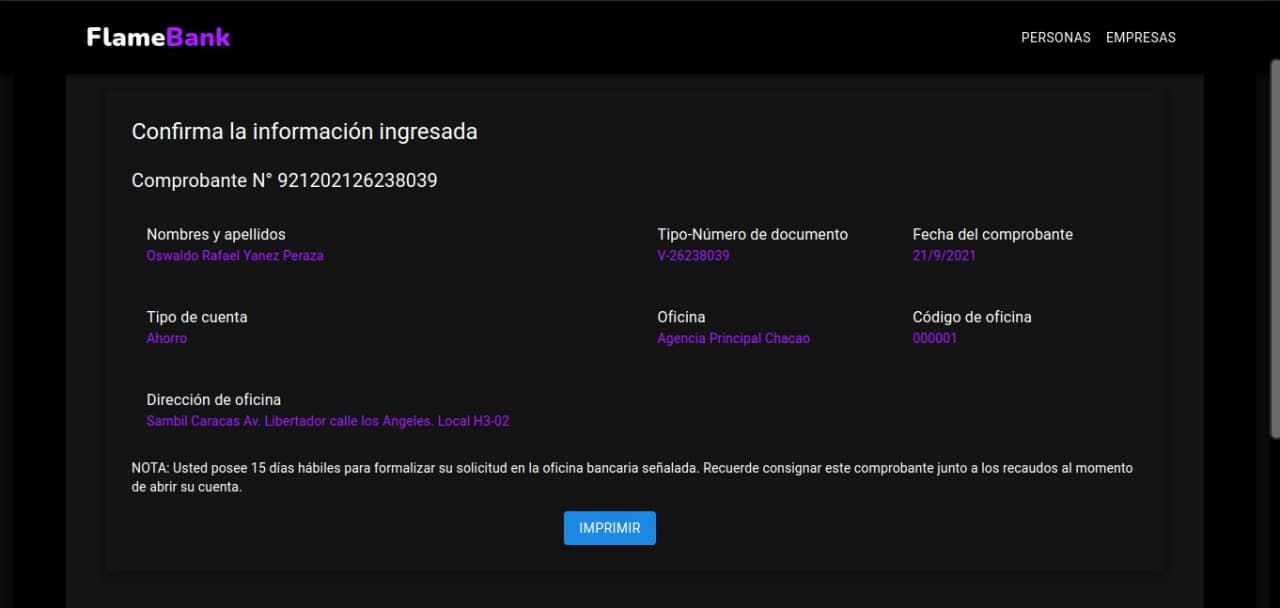 FlameBank
PERSONAS EMPRESAS
Confirma la información ingresada
Comprobante N° 921202126238039
Nombres y apellidos
Oswaldo Rafael Yanez Peraza
Tipo-Número de documento
V-26238039
Fecha del comprobante
21/9/2021
Tipo de cuenta
Ahorro
Oficina
Agencia Principal Chacao
Código de oficina
000001
Dirección de oficina
Sambil Caracas Av. Libertador calle los Angeles. Local H3-02
NOTA: Usted posee 15 días hábiles para formalizar su solicitud en la oficina bancaria señalada. Recuerde consignar este comprobante junto a los recaudos al momento
de abrir su cuenta.
IMPRIMIR